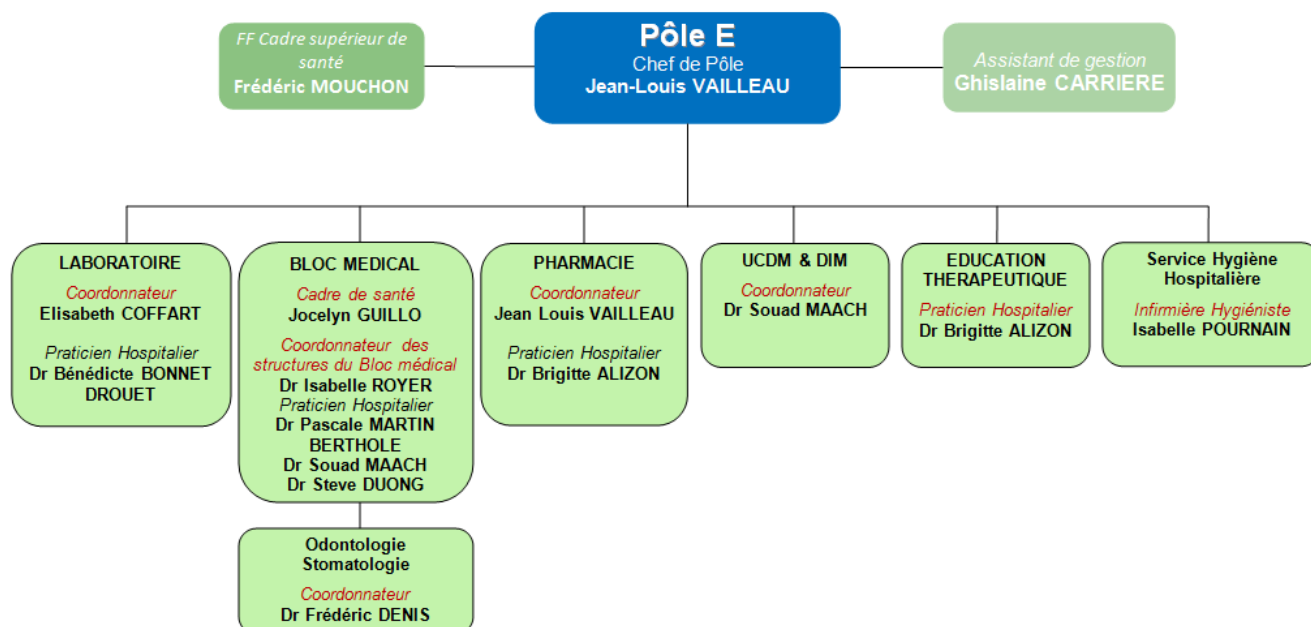 FF Cadre supérieur de
santé
Frédéric MOUCHON
Pôle E
Chef de Pôle
Jean-Louis VAILLEAU
Assistant de gestion
Ghislaine CARRIERE
LABORATOIRE
Coordonnateur
Elisabeth COFFART
Praticien Hospitalier
Dr Bénédicte BONNET
DROUET
BLOC MEDICAL
Cadre de santé
Jocelyn GUILLO
Coordonnateur des
structures du Bloc médical
Dr Isabelle ROYER
Praticien Hospitalier
Dr Pascale MARTIN
BERTHOLE
Dr Souad MAACH
Dr Steve DUONG
Odontologie
Stomatologie
Coordonnateur
Dr Frédéric DENIS
PHARMACIE
Coordonnateur
Jean Louis VAILLEAU
Praticien Hospitalier
Dr Brigitte ALIZON
UCDM & DIM
Coordonnateur
Dr Souad MAACH
EDUCATION
THERAPEUTIQUE
Praticien Hospitalier
Dr Brigitte ALIZON
Service Hygiène
Hospitalière
Infirmière Hygiéniste
Isabelle POURNAIN